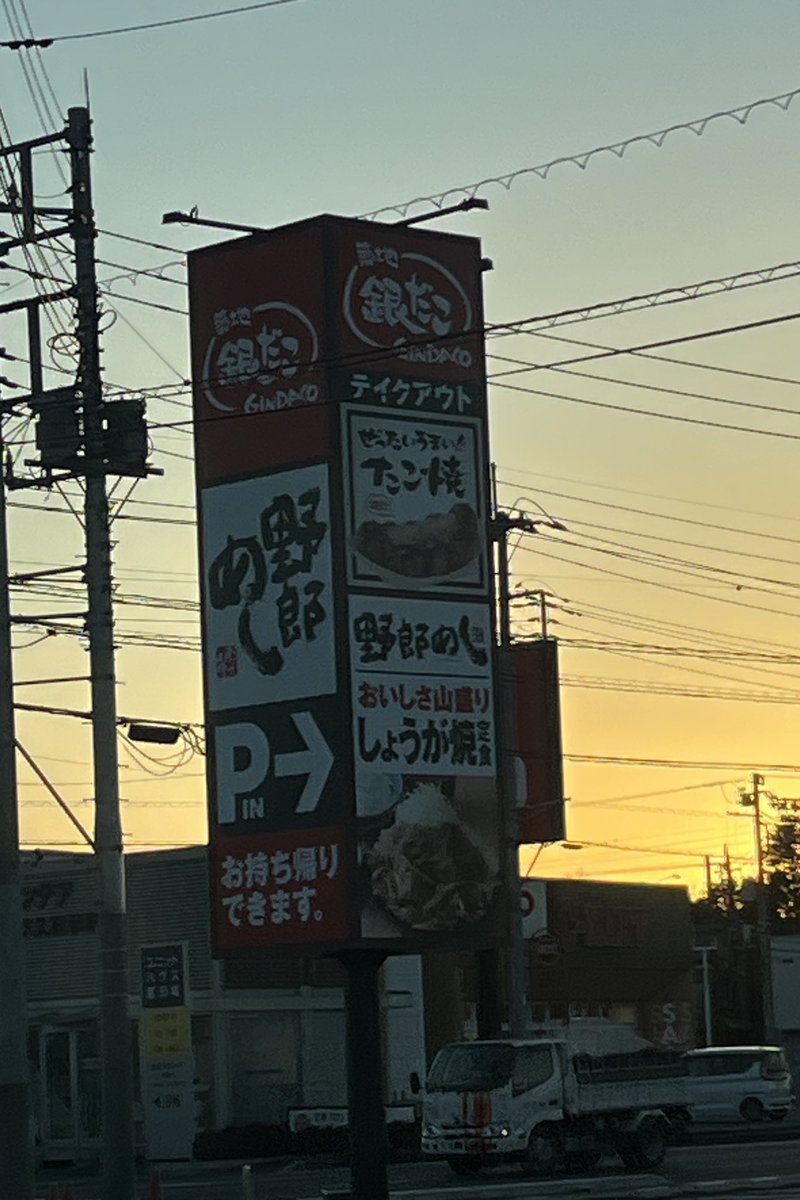 築地
銀だこ
GINDACO
野郎
めし
P
IN
お持ち帰り
できます。
築地
銀だこ
GINDACO
テイクアウト
ぜったいうまい!!
たこ焼
野郎めし
おいしさ山盛り
しょうが焼定食